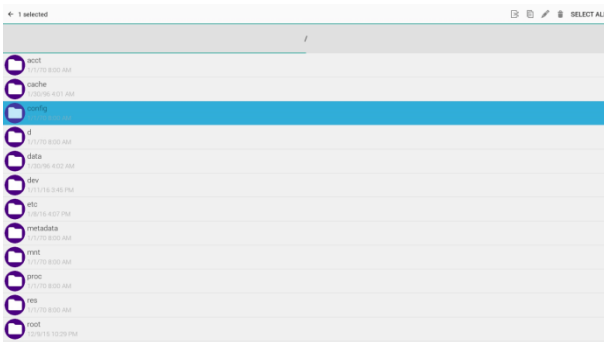 ← 1 selected
SELECT AL
/
acct
1/1/70 8:00 AM
cache
1/30/96 4:01 AM
config
d
1/1/70 8:00 AM
data
1/30/96 4:02 AM
dev
1/11/16 3:40 PM
etc
1/8/16 4:07 PM
metadata
1/1/70 8:00 AM
mnt
1/1/70 8:00 AM
proc
1/1/70 8:00 AM
res
1/1/70 8:00 AM
root
12/9/15 10:29 PM